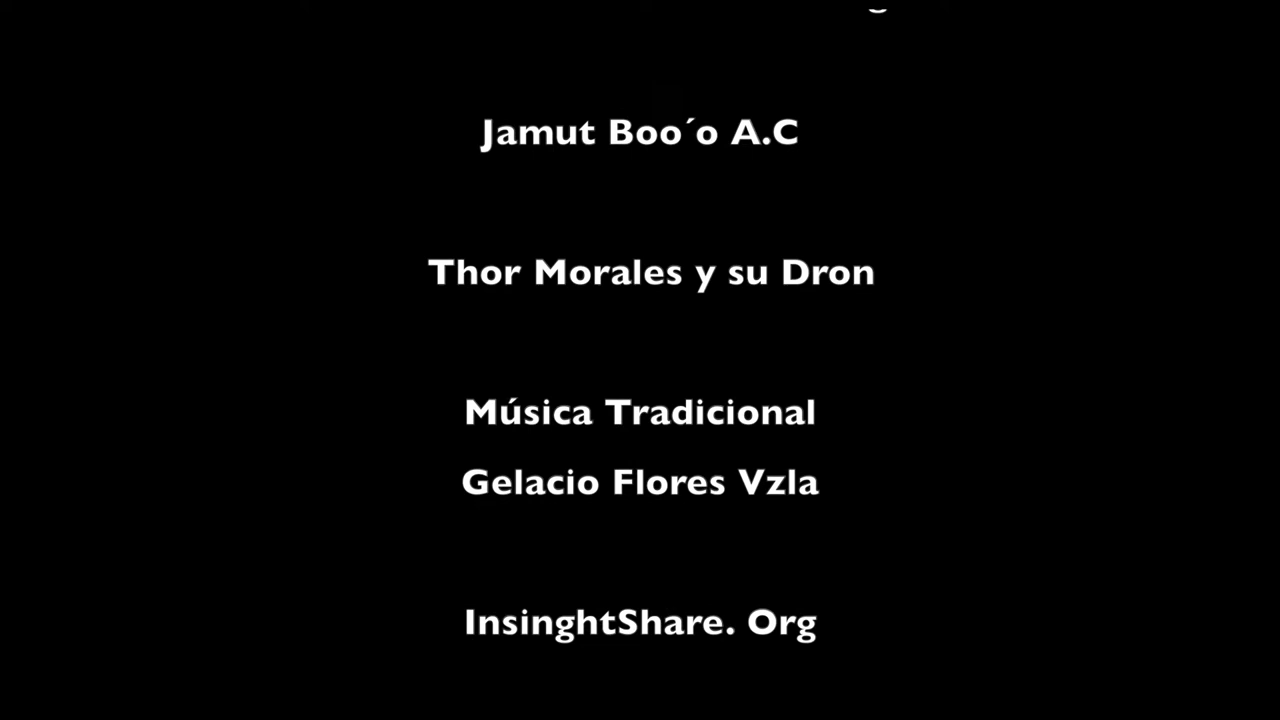 Jamut Boo´o A.C
Thor Morales y su Dron
Música Tradicional
Gelacio Flores Vzla
InsinghtShare. Org